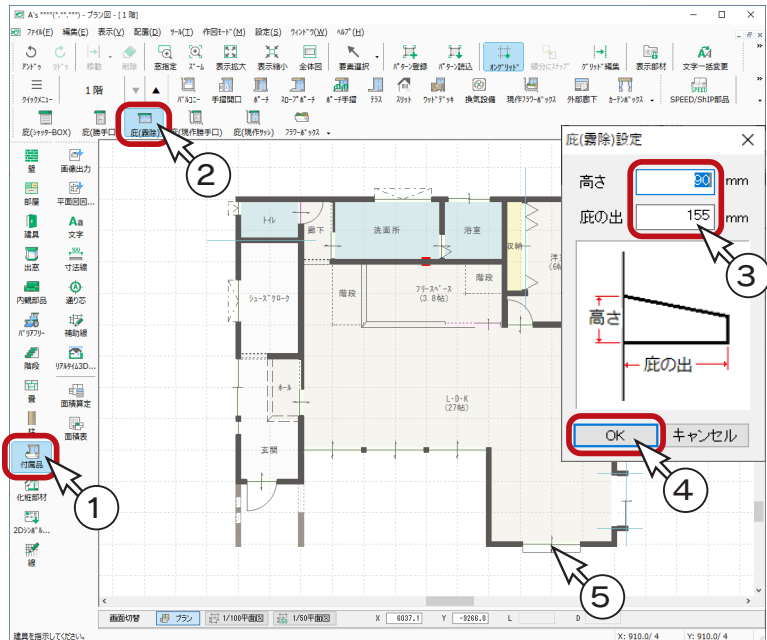 A's ****(*.**.***) - プラン図 - [1 階]
ファイル(F) 編集(E) 表示(V) 配置(D) ツール(T) 作図モード(M) 設定(S) ウィンドウ(W) ヘルプ(H)
アンドゥ リドゥ 移動 削除 窓指定 ズーム 表示拡大 表示縮小 全体図 要素選択 パターン登録 パターン読込 オングリッド 線分にスナップ グリッド編集 表示部材 文字一括変更
クイックメニュー 1 階 バルコニー 手摺開口 ポーチ スロープポーチ ポーチ手摺 テラス スリット ウッドデッキ 換気設備 現作フラワーボックス 外部廊下 カーテンボックス SPEED/ShIP部品
庇(シャッターBOX) 庇(勝手口) 庇(霧除) 庇(現作勝手口) 庇(現作サッシ) フラワーボックス
壁 画像出力
部屋 平面図図...
建具 文字
出窓 寸法線
内観部品 通り芯
バリアフリー 補助線
階段 リアルタイム3D...
畳 面積算定
柱 面積表
付属品
化粧部材
2Dシンボル...
線
トイレ
廊下
洗面所
浴室
収納
シューズクローク
階段
フリースペース
(3.8帖)
階段
ホール
L・D・K
(27帖)
玄関
庇(霧除)設定
高さ 90 mm
庇の出 155 mm
高さ
庇の出
OK キャンセル
1
2
3
4
5
画面切替 プラン 1/100平面図 1/50平面図 X 6037.1 Y -9266.0 L D
建具を指示してください。 X: 910.0/ 4 Y: 910.0/ 4